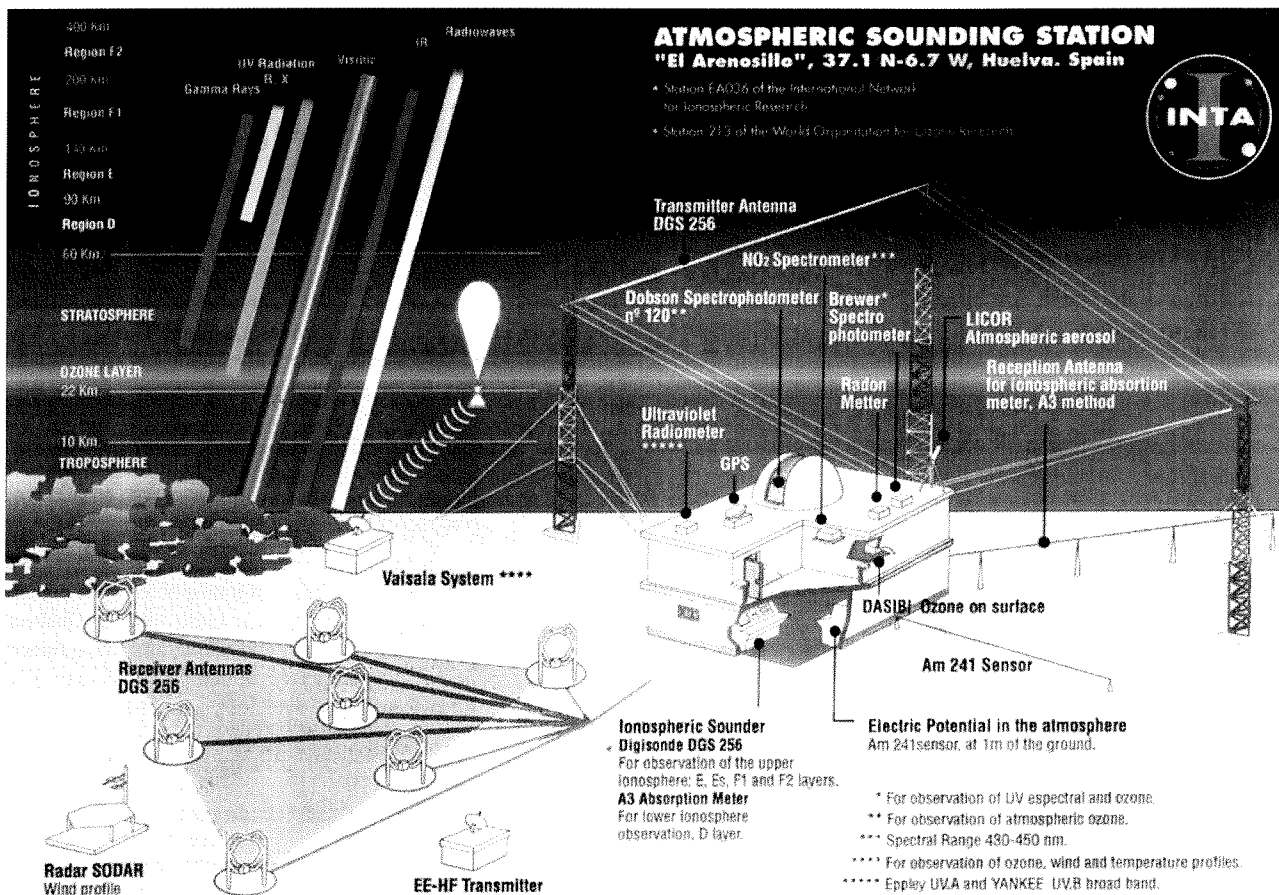 ATMOSPHERIC SOUNDING STATION
"El Arenosillo", 37.1 N-6.7 W, Huelva. Spain
• Station EA036 of the International Network
for Ionospheric Research
• Station 213 of the World Organization for Ozone Research
INTA
IONOSPHERE
400 Km
Region F2
200 Km
Region F1
140 Km
Region E
90 Km
Region D
60 Km.
STRATOSPHERE
OZONE LAYER
22 Km
10 Km.
TROPOSPHERE
Gamma Rays
UV Radiation
R. X
Visible
IR
Radiowaves
Transmitter Antenna
DGS 256
NO2 Spectrometer***
Dobson Spectrophotometer
nº 120**
Brewer*
Spectro
photometer
LICOR
Atmospheric aerosol
Reception Antenna
for Ionospheric absortion
meter, A3 method
Radon
Metter
Ultraviolet
Radiometer
*****
GPS
Vaisala System ****
DASIBI Ozone on surface
Am 241 Sensor
Receiver Antennas
DGS 256
Ionospheric Sounder
Digisonde DGS 256
For observation of the upper
ionosphere: E, Es, F1 and F2 layers.
A3 Absorption Meter
For lower ionosphere
observation, D layer.
Electric Potential in the atmosphere
Am 241sensor, at 1m of the ground.
Radar SODAR
Wind profile
EE-HF Transmitter
* For observation of UV espectral and ozone.
** For observation of atmospheric ozone.
*** Spectral Range 430-450 nm.
**** For observation of ozone, wind and temperature profiles.
***** Eppley UV.A and YANKEE UV.B broad band.